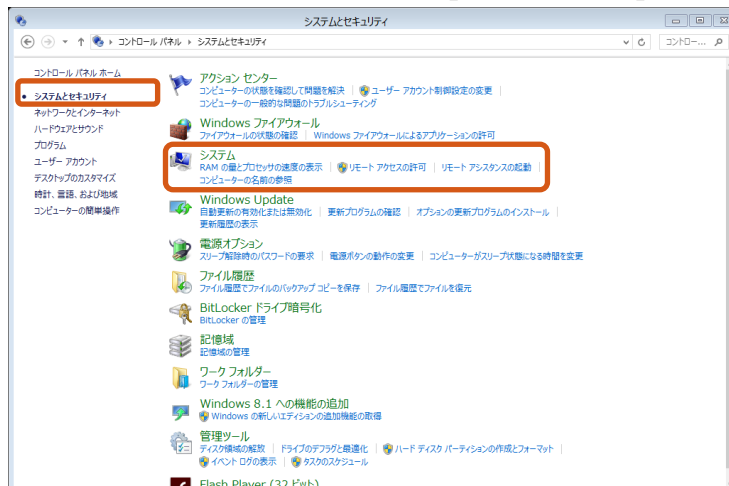 システムとセキュリティ
コントロール パネル ▸ システムとセキュリティ
コントロー...
コントロール パネル ホーム
システムとセキュリティ
ネットワークとインターネット
ハードウェアとサウンド
プログラム
ユーザー アカウント
デスクトップのカスタマイズ
時計、言語、および地域
コンピューターの簡単操作
アクション センター
コンピューターの状態を確認して問題を解決 | ユーザー アカウント制御設定の変更 |
コンピューターの一般的な問題のトラブルシューティング
Windows ファイアウォール
ファイアウォールの状態の確認 | Windows ファイアウォールによるアプリケーションの許可
システム
RAM の量とプロセッサの速度の表示 | リモート アクセスの許可 | リモート アシスタンスの起動 |
コンピューターの名前の参照
Windows Update
自動更新の有効化または無効化 | 更新プログラムの確認 | オプションの更新プログラムのインストール |
更新履歴の表示
電源オプション
スリープ解除時のパスワードの要求 | 電源ボタンの動作の変更 | コンピューターがスリープ状態になる時間を変更
ファイル履歴
ファイル履歴でファイルのバックアップ コピーを保存 | ファイル履歴でファイルを復元
BitLocker ドライブ暗号化
BitLocker の管理
記憶域
記憶域の管理
ワーク フォルダー
ワーク フォルダーの管理
Windows 8.1 への機能の追加
Windows の新しいエディションの追加機能の取得
管理ツール
ディスク領域の解放 | ドライブのデフラグと最適化 | ハード ディスク パーティションの作成とフォーマット |
イベント ログの表示 | タスクのスケジュール
Flash Player (32 ビット)